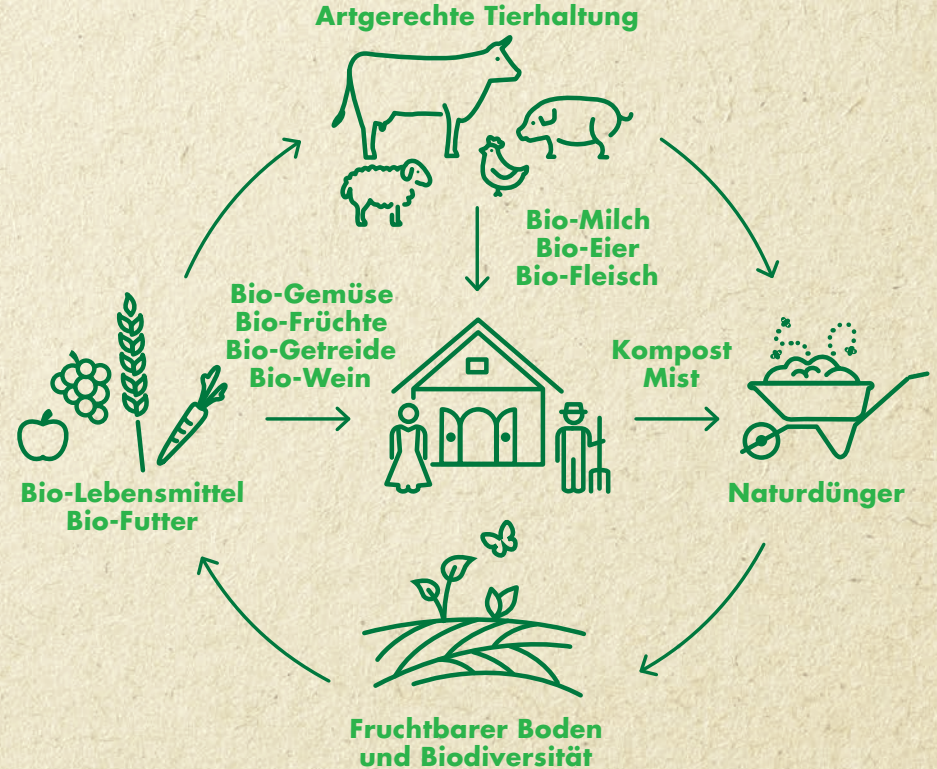 Artgerechte Tierhaltung
Bio-Milch
Bio-Eier
Bio-Fleisch
Bio-Gemüse
Bio-Früchte
Bio-Getreide
Bio-Wein
Kompost
Mist
Bio-Lebensmittel
Bio-Futter
Naturdünger
Fruchtbarer Boden
und Biodiversität